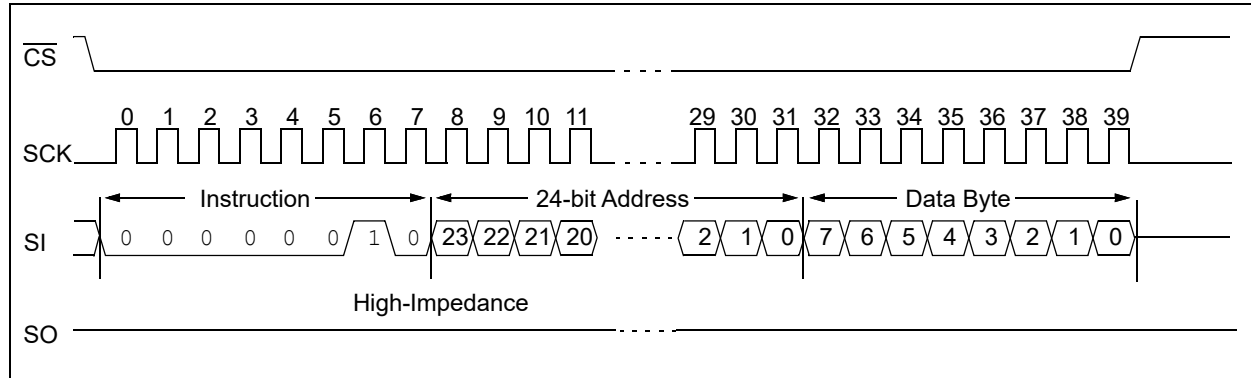 CS
0 1 2 3 4 5 6 7 8 9 10 11 29 30 31 32 33 34 35 36 37 38 39
SCK
Instruction 24-bit Address Data Byte
SI 0 0 0 0 0 0 1 0 23 22 21 20 2 1 0 7 6 5 4 3 2 1 0
High-Impedance
SO